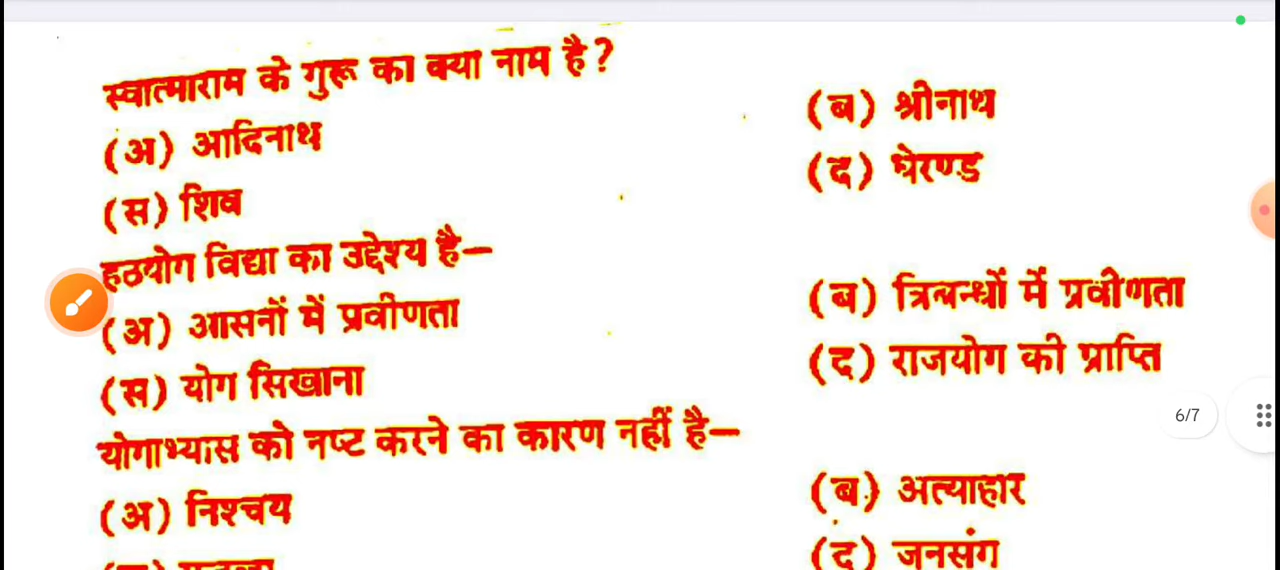 स्वात्माराम के गुरू का क्या नाम है?
(अ) आदिनाथ (ब) श्रीनाथ
(स) शिव (द) घेरण्ड
हठयोग विद्या का उद्देश्य है—
(अ) आसनों में प्रवीणता (ब) त्रिबन्धों में प्रवीणता
(स) योग सिखाना (द) राजयोग की प्राप्ति
6/7
योगाभ्यास को नष्ट करने का कारण नहीं है—
(अ) निश्चय (ब) अत्याहार
(द) जनसंग